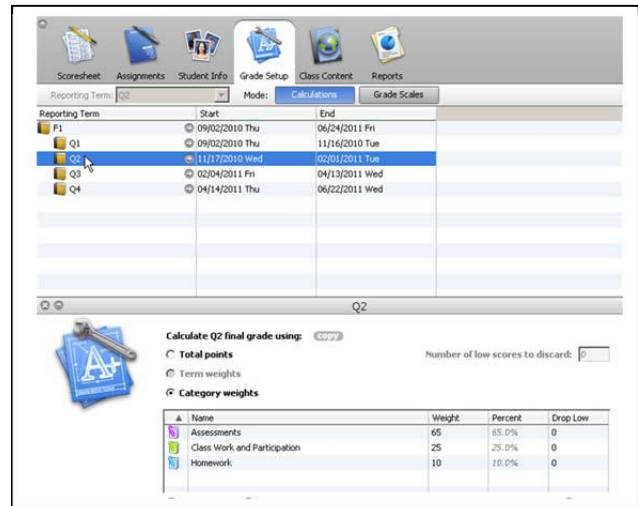 Scoresheet Assignments Student Info Grade Setup Class Content Reports
Reporting Term: Q2 Mode: Calculations Grade Scales
Reporting Term Start End
F1 09/02/2010 Thu 06/24/2011 Fri
Q1 09/02/2010 Thu 11/16/2010 Tue
Q2 11/17/2010 Wed 02/01/2011 Tue
Q3 02/04/2011 Fri 04/13/2011 Wed
Q4 04/14/2011 Thu 06/22/2011 Wed
Q2
Calculate Q2 final grade using: copy
Total points Number of low scores to discard: 0
Term weights
Category weights
Name Weight Percent Drop Low
Assessments 65 65.0% 0
Class Work and Participation 25 25.0% 0
Homework 10 10.0% 0
A+